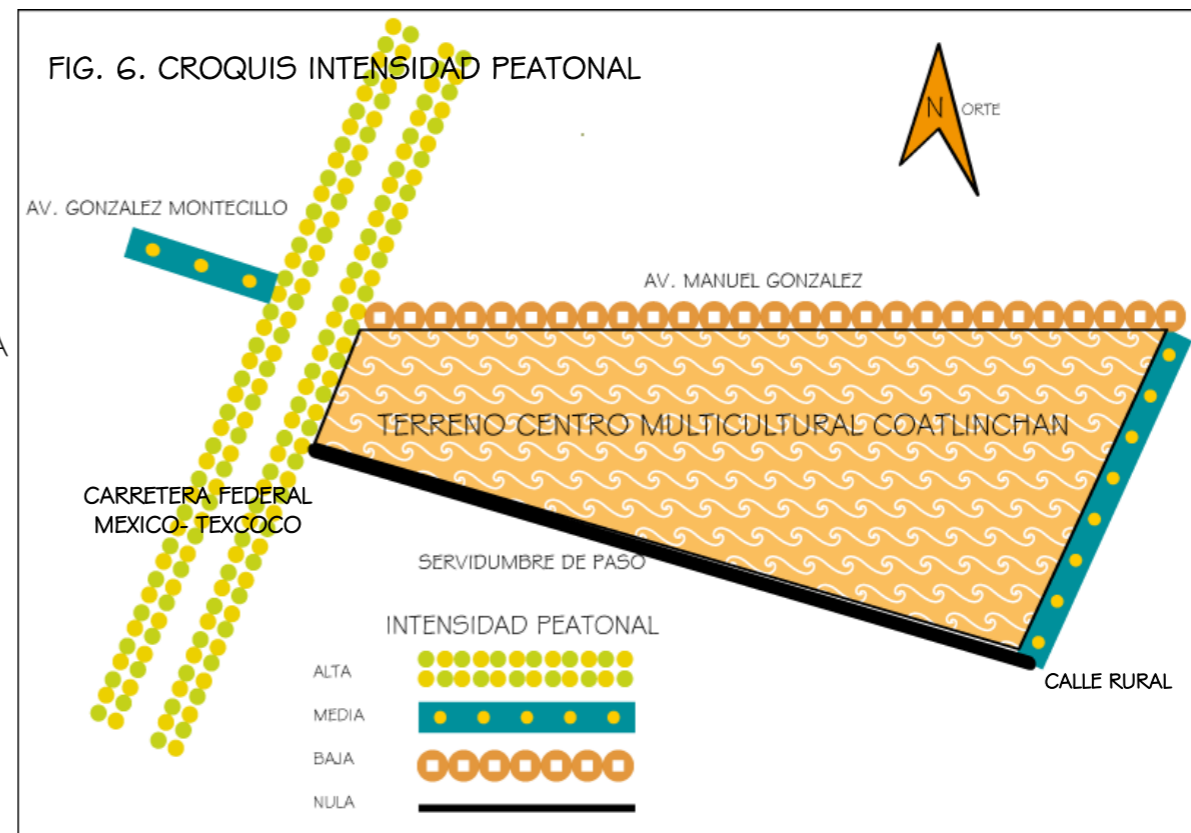 FIG. 6. CROQUIS INTENSIDAD PEATONAL
N ORTE
AV. GONZALEZ MONTECILLO
AV. MANUEL GONZALEZ
A
TERRENO CENTRO MULTICULTURAL COATLINCHAN
CARRETERA FEDERAL
MEXICO- TEXCOCO
SERVIDUMBRE DE PASO
INTENSIDAD PEATONAL
ALTA
CALLE RURAL
MEDIA
BAJA
NULA